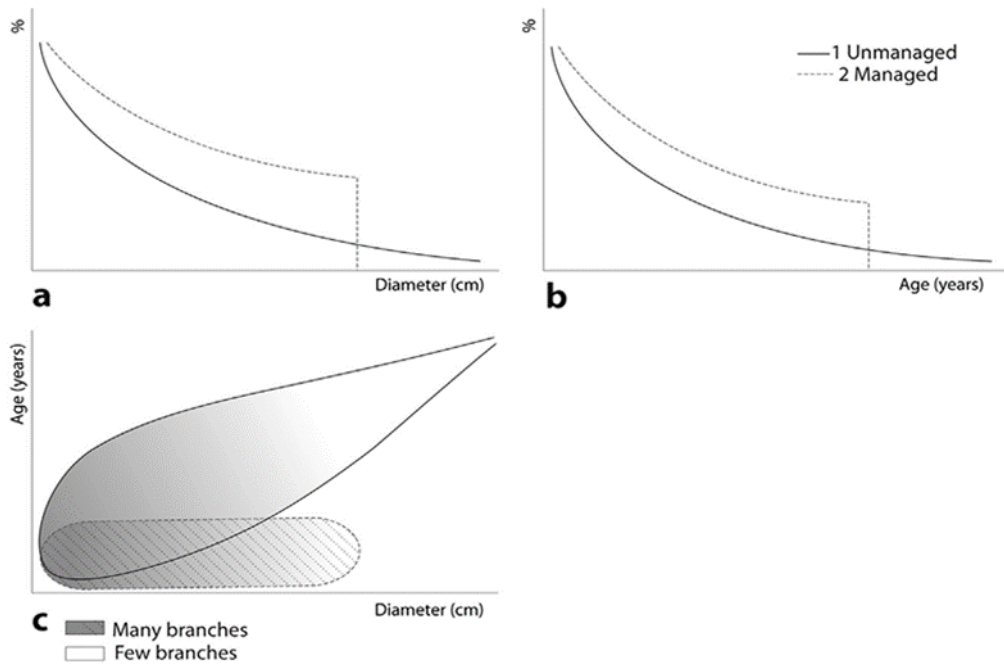 %
%
1 Unmanaged
2 Managed
Diameter (cm)
Age (years)
a
b
Age (years)
Diameter (cm)
c
Many branches
Few branches